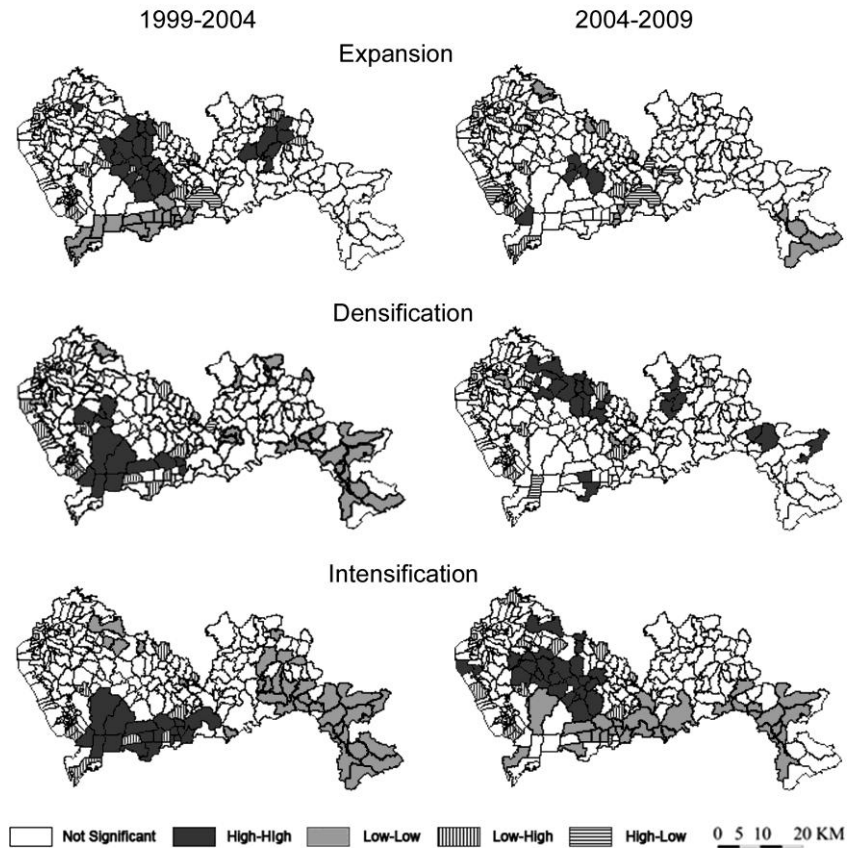 1999-2004 2004-2009
Expansion
Densification
Intensification
Not Significant High-HIgh Low-Low Low-High High-Low 0 5 10 20 KM